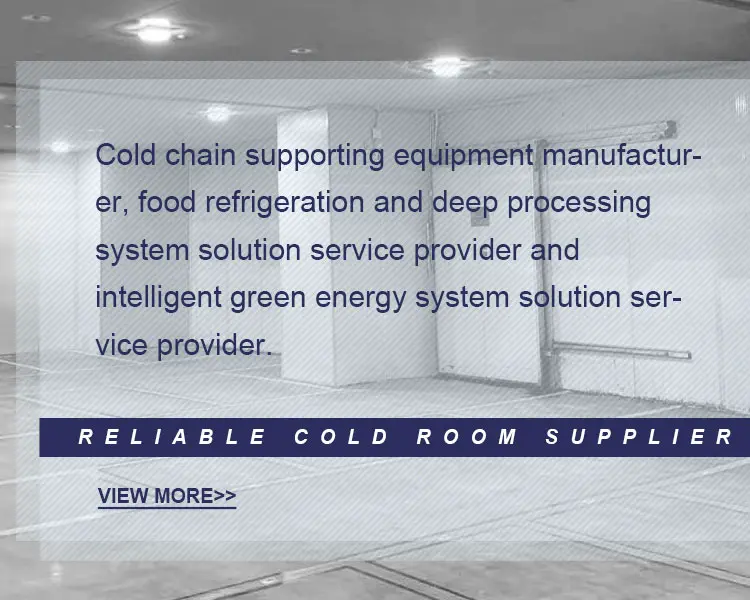 Cold chain supporting equipment manufactur-
er, food refrigeration and deep processing
system solution service provider and
intelligent green energy system solution ser-
vice provider.
RELIABLE COLD ROOM SUPPLIER
VIEW MORE>>